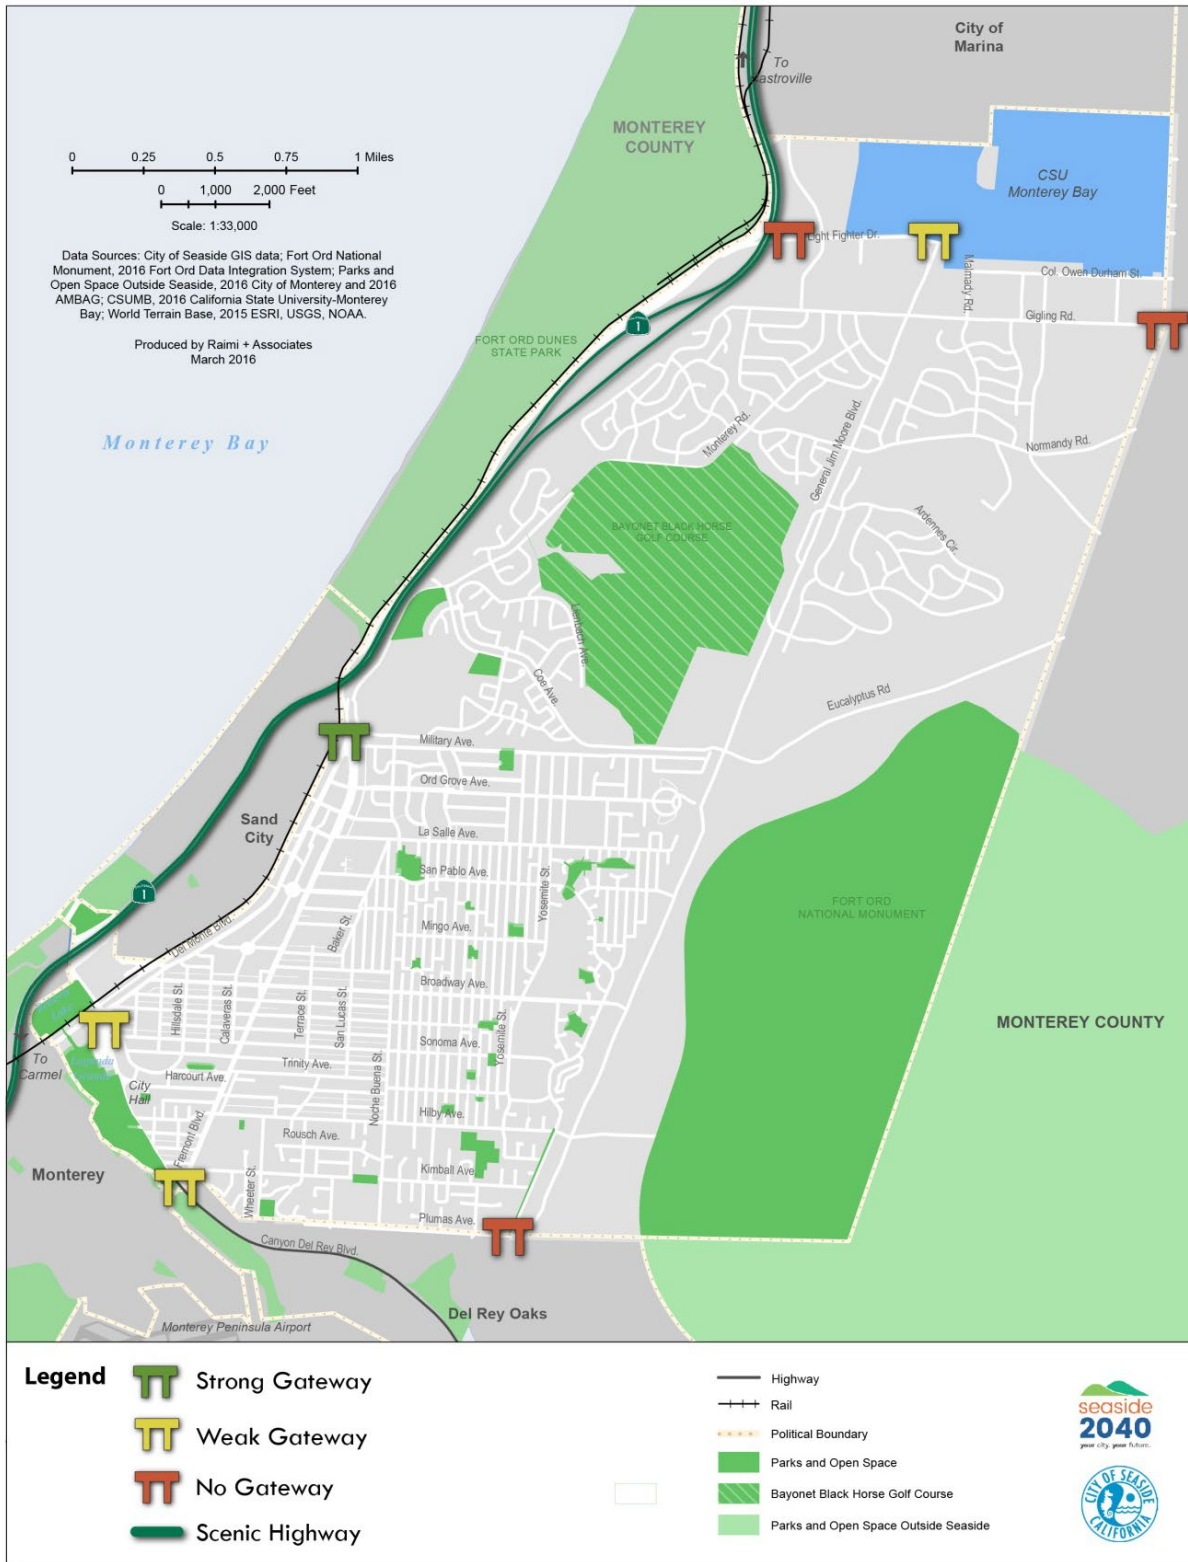 City of
Marina
To
Castroville
MONTEREY
COUNTY
0 0.25 0.5 0.75 1 Miles
0 1,000 2,000 Feet
Scale: 1:33,000
CSU
Monterey Bay
Light Fighter Dr.
Malmady Rd.
Col. Owen Durham St.
Gigling Rd.
Data Sources: City of Seaside GIS data; Fort Ord National
Monument, 2016 Fort Ord Data Integration System; Parks and
Open Space Outside Seaside, 2016 City of Monterey and 2016
AMBAG; CSUMB, 2016 California State University-Monterey
Bay; World Terrain Base, 2015 ESRI, USGS, NOAA.
Produced by Raimi + Associates
March 2016
1
FORT ORD DUNES
STATE PARK
Monterey Bay
Monterey Rd.
General Jim Moore Blvd.
Normandy Rd.
Ardennes Cir.
BAYONET BLACK HORSE
GOLF COURSE
Lienbach Ave.
Coe Ave.
Eucalyptus Rd
Military Ave.
Ord Grove Ave.
Sand
City
La Salle Ave.
San Pablo Ave.
Yosemite St.
1
FORT ORD
NATIONAL MONUMENT
Del Monte Blvd.
Baker St.
Mingo Ave.
Broadway Ave.
Hillsdale St.
Calaveras St.
Terrace St.
San Lucas St.
Yosemite St.
MONTEREY COUNTY
Lake
Sonoma Ave.
To
Carmel
Laguna
Trinity Ave.
Harcourt Ave.
Noche Buena St.
City
Hall
Hilby Ave.
Rousch Ave.
Fremont Blvd.
Monterey
Kimball Ave.
Wheeler St.
Plumas Ave.
Canyon Del Rey Blvd.
Del Rey Oaks
Monterey Peninsula Airport
Legend
Strong Gateway
Weak Gateway
No Gateway
Scenic Highway
Highway
Rail
Political Boundary
Parks and Open Space
Bayonet Black Horse Golf Course
Parks and Open Space Outside Seaside
seaside
2040
your city. your future.
CITY OF SEASIDE
CALIFORNIA